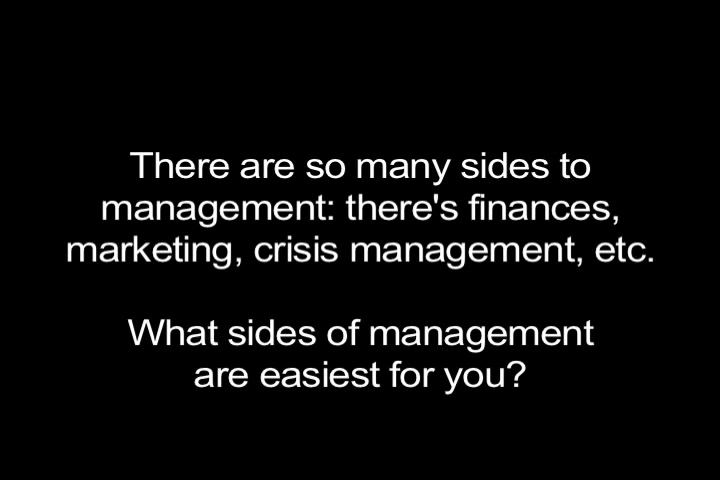 There are so many sides to
management: there's finances,
marketing, crisis management, etc.
What sides of management
are easiest for you?